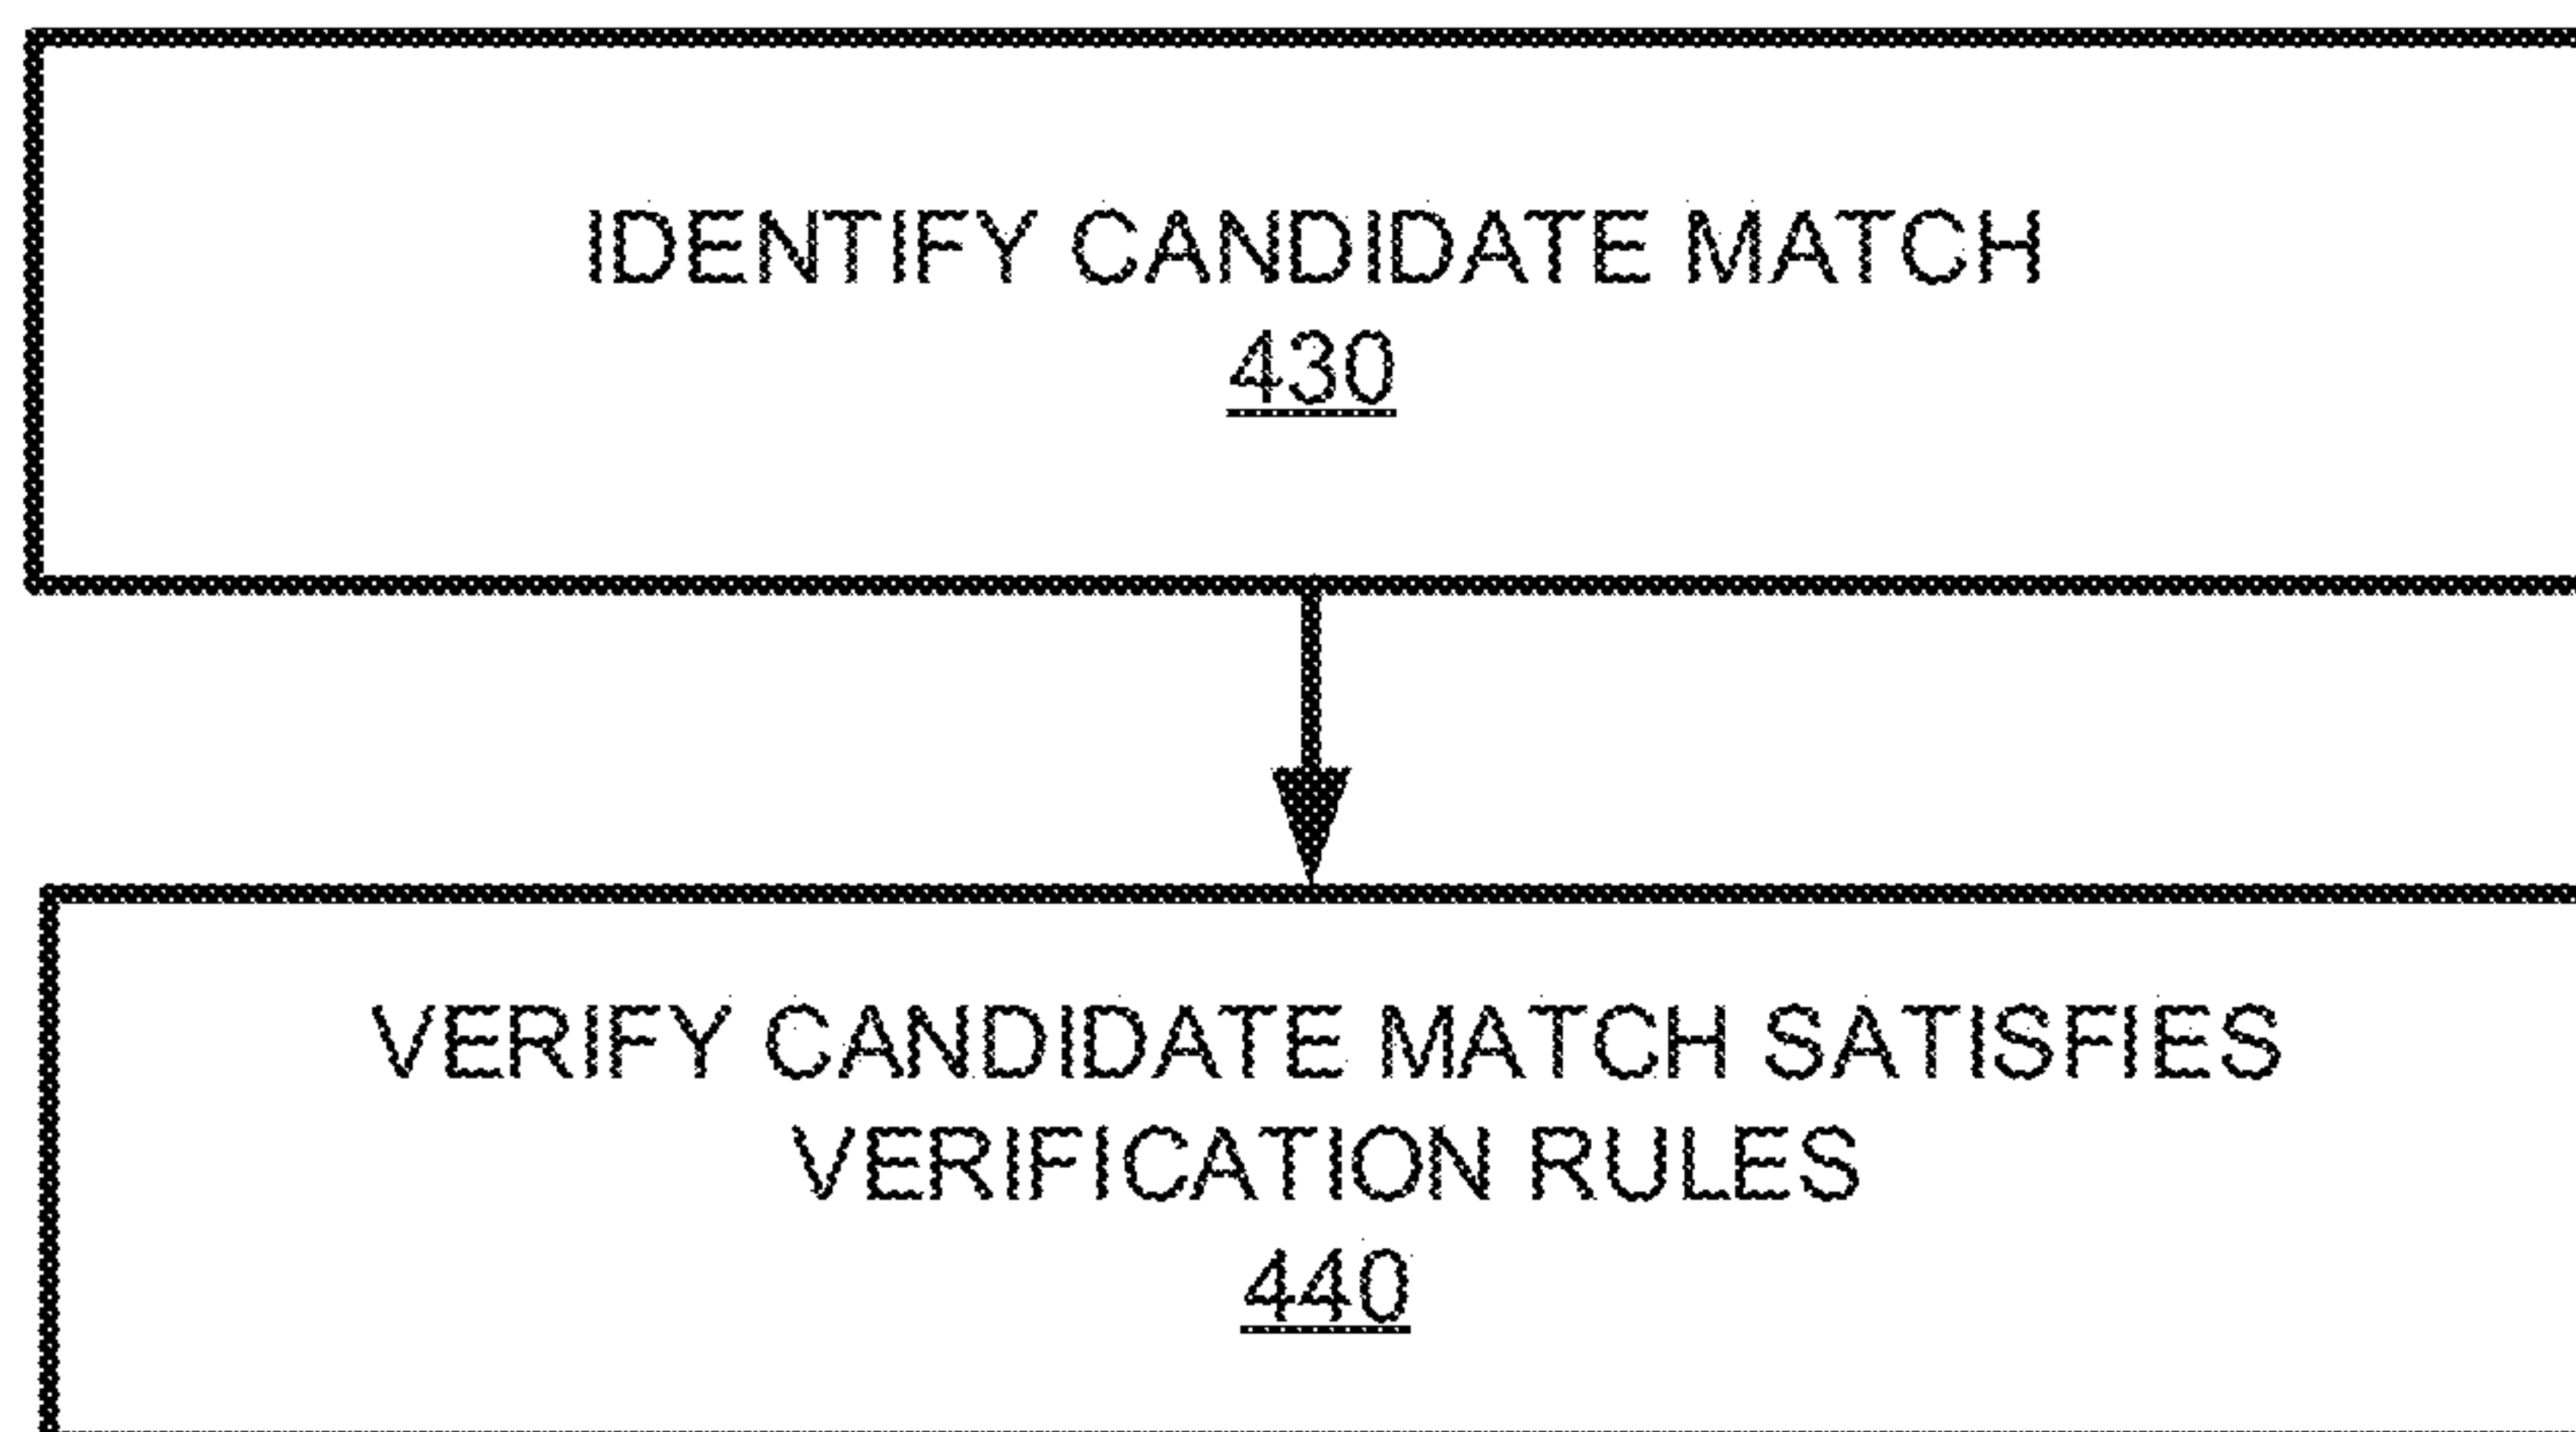 IDENTIFY CANDIDATE MATCH
430
VERIFY CANDIDATE MATCH SATISFIES
VERIFICATION RULES
440